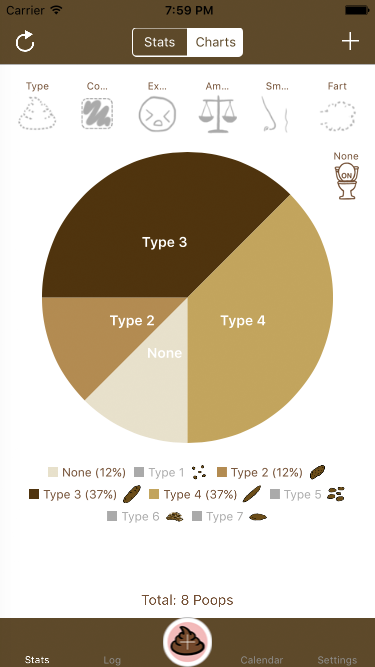 Carrier 7:59 PM
Stats Charts
Type Co... Ex... Am... Sm... Fart
None
ON
Type 3
Type 2 Type 4
None
None (12%) Type 1 Type 2 (12%)
Type 3 (37%) Type 4 (37%) Type 5
Type 6 Type 7
Total: 8 Poops
Stats Log Calendar Settings